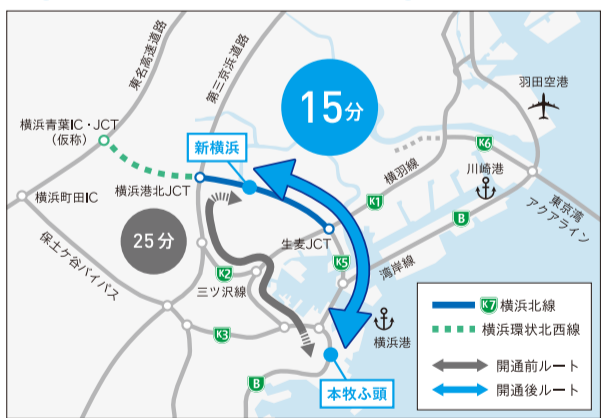 東名高速道路
第三京浜道路
15分
羽田空港
横浜青葉IC・JCT
(仮称)
新横浜
K6
横羽線
川崎港
横浜港北JCT
横浜町田IC
K1
B
東京湾
アクアライン
25分
生麦JCT
保土ケ谷バイパス
K2
K5
湾岸線
三ツ沢線
K7 横浜北線
横浜環状北西線
K3
横浜港
開通前ルート
B
本牧ふ頭
開通後ルート